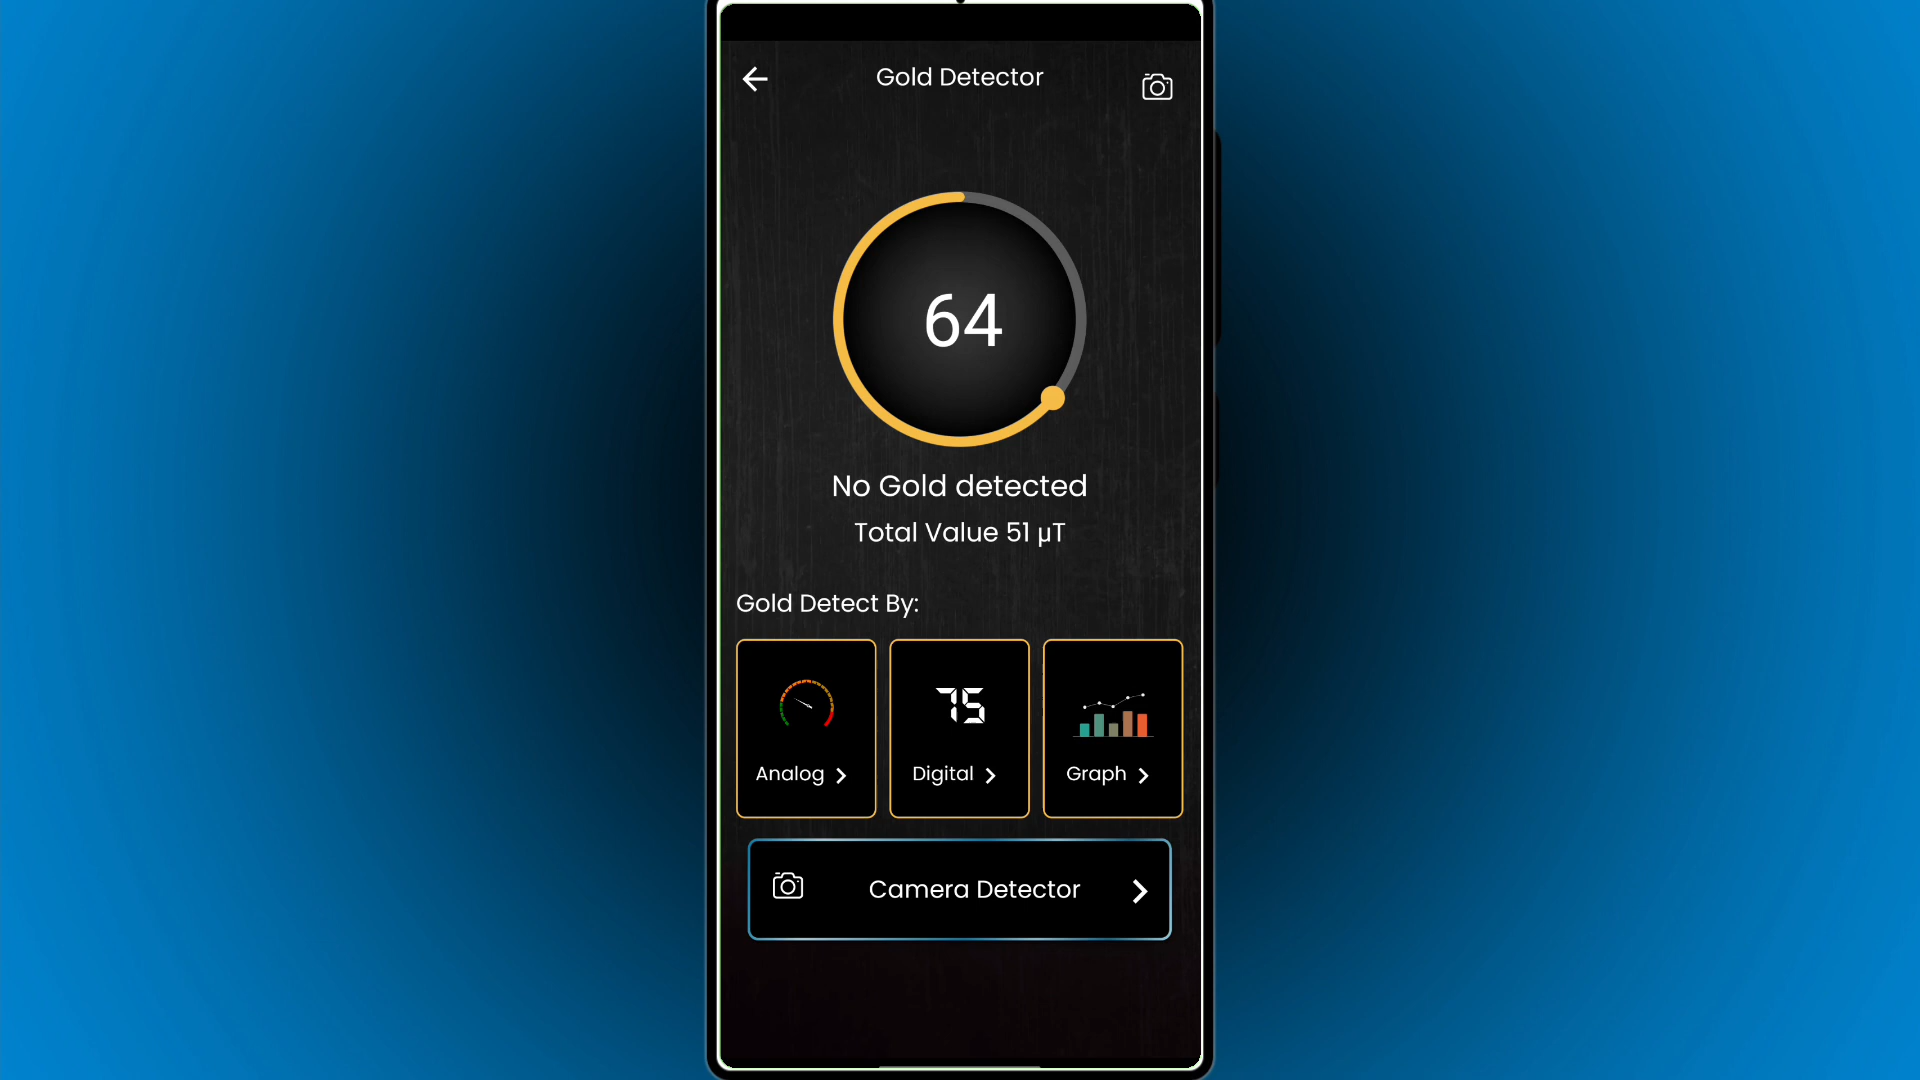 Gold Detector
64
No Gold detected
Total Value 51 µT
Gold Detect By:
75
Analog
Digital
Graph
Camera Detector